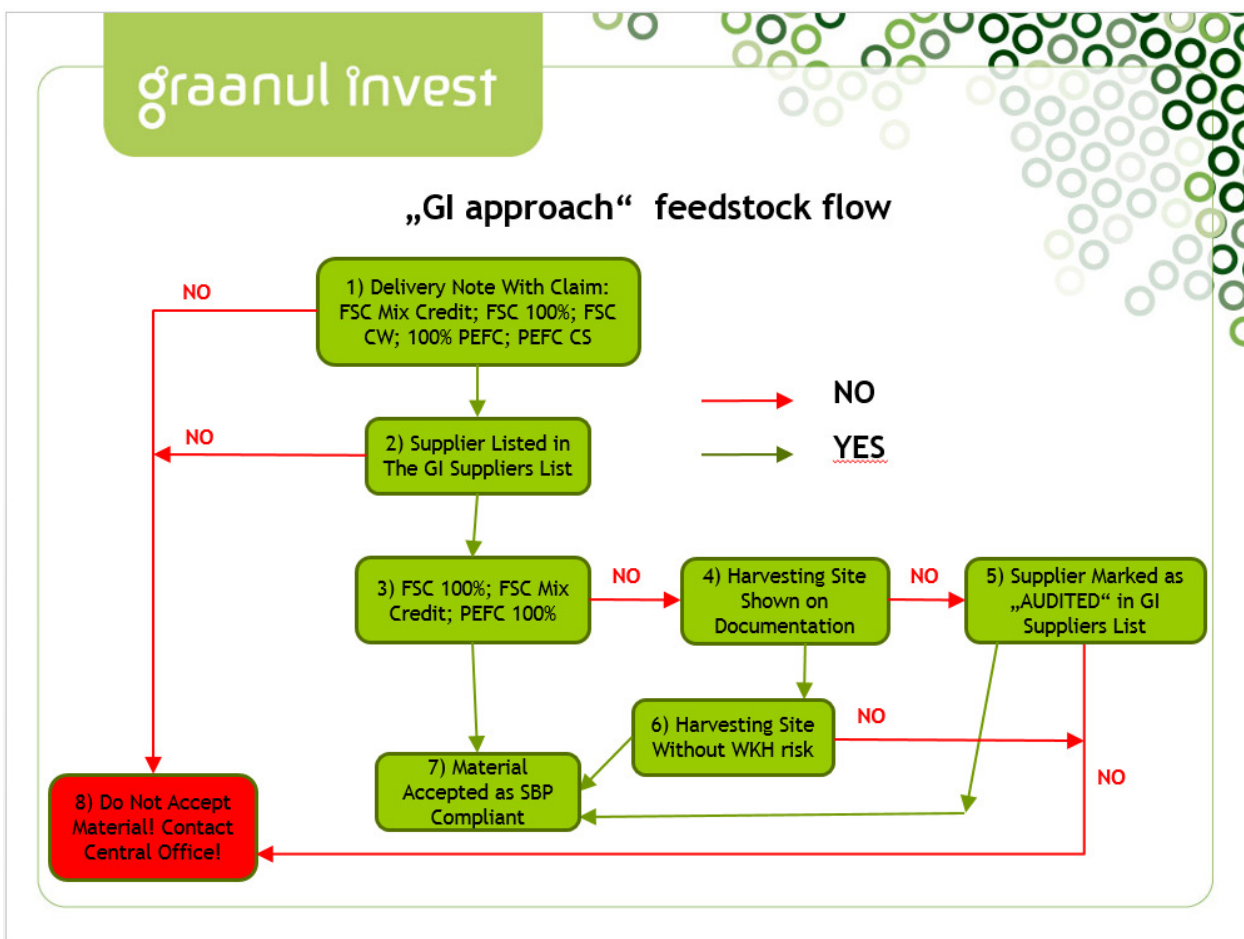 graanul invest
„GI approach“ feedstock flow
1) Delivery Note With Claim:
FSC Mix Credit; FSC 100%; FSC
CW; 100% PEFC; PEFC CS
NO
NO
YES
2) Supplier Listed in
The GI Suppliers List
NO
3) FSC 100%; FSC Mix
Credit; PEFC 100%
NO
4) Harvesting Site
Shown on
Documentation
NO
5) Supplier Marked as
„AUDITED“ in GI
Suppliers List
6) Harvesting Site
Without WKH risk
NO
NO
7) Material
Accepted as SBP
Compliant
8) Do Not Accept
Material! Contact
Central Office!